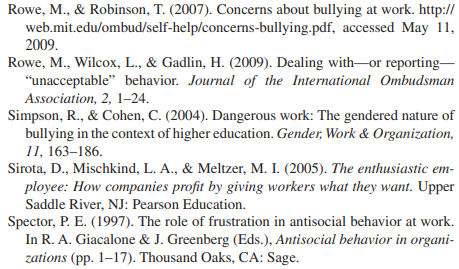 Rowe, M., & Robinson, T. (2007). Concerns about bullying at work. http://
web.mit.edu/ombud/self-help/concerns-bullying.pdf, accessed May 11,
2009.
Rowe, M., Wilcox, L., & Gadlin, H. (2009). Dealing with—or reporting—
“unacceptable” behavior. Journal of the International Ombudsman
Association, 2, 1–24.
Simpson, R., & Cohen, C. (2004). Dangerous work: The gendered nature of
bullying in the context of higher education. Gender, Work & Organization,
11, 163–186.
Sirota, D., Mischkind, L. A., & Meltzer, M. I. (2005). The enthusiastic em-
ployee: How companies profit by giving workers what they want. Upper
Saddle River, NJ: Pearson Education.
Spector, P. E. (1997). The role of frustration in antisocial behavior at work.
In R. A. Giacalone & J. Greenberg (Eds.), Antisocial behavior in organi-
zations (pp. 1–17). Thousand Oaks, CA: Sage.